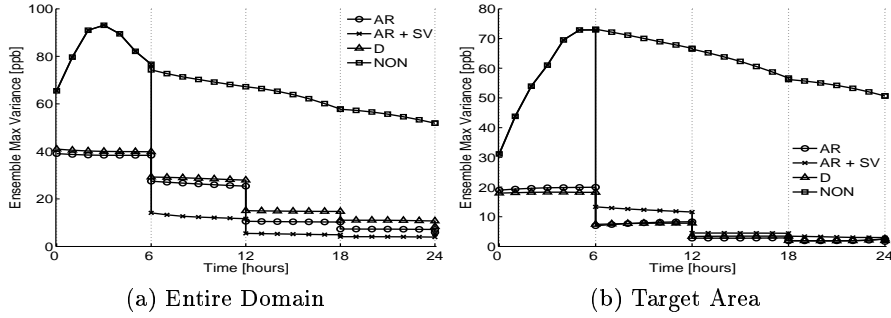 Ensemble Max Variance [ppb]
100
80
60
40
20
0
0
6
12
18
24
Time [hours]
AR
AR + SV
D
NON
(a) Entire Domain
Ensemble Max Variance [ppb]
80
70
60
50
40
30
20
10
0
0
6
12
18
24
Time [hours]
AR
AR + SV
D
NON
(b) Target Area